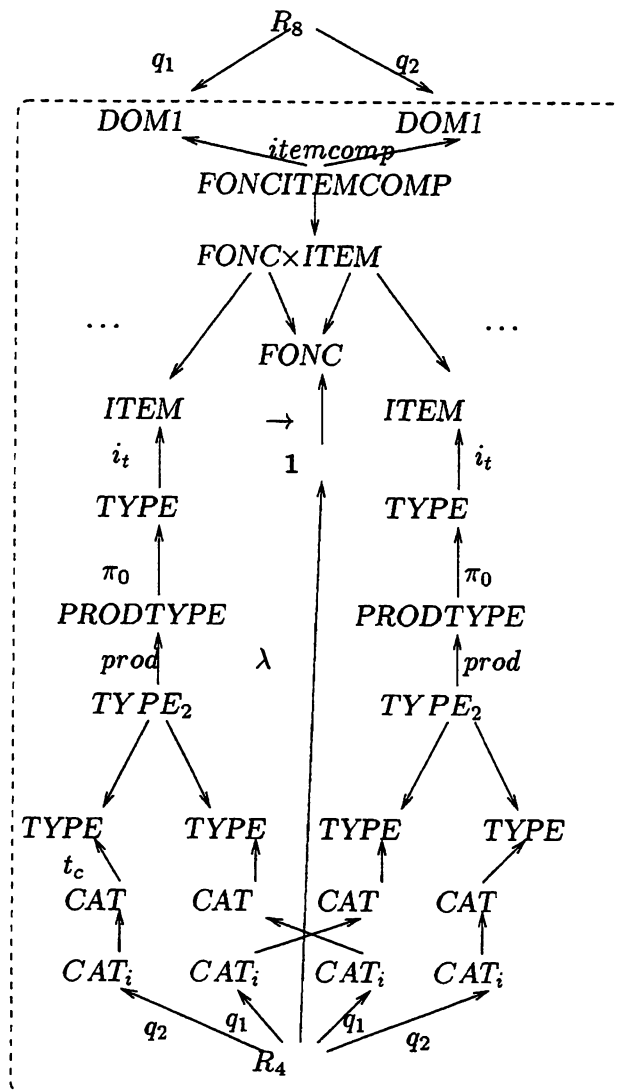 R₈
q₁ q₂
DOM1 DOM1
itemcomp
FONCITEMCOMP
FONC×ITEM
... ...
FONC
ITEM → ITEM
i_t 1 i_t
TYPE TYPE
π₀ π₀
PRODTYPE PRODTYPE
prod λ prod
TYPE₂ TYPE₂
TYPE TYPE TYPE TYPE
t_c
CAT CAT CAT CAT
CAT_i CAT_i CAT_i CAT_i
q₂ q₁ q₁ q₂
R₄